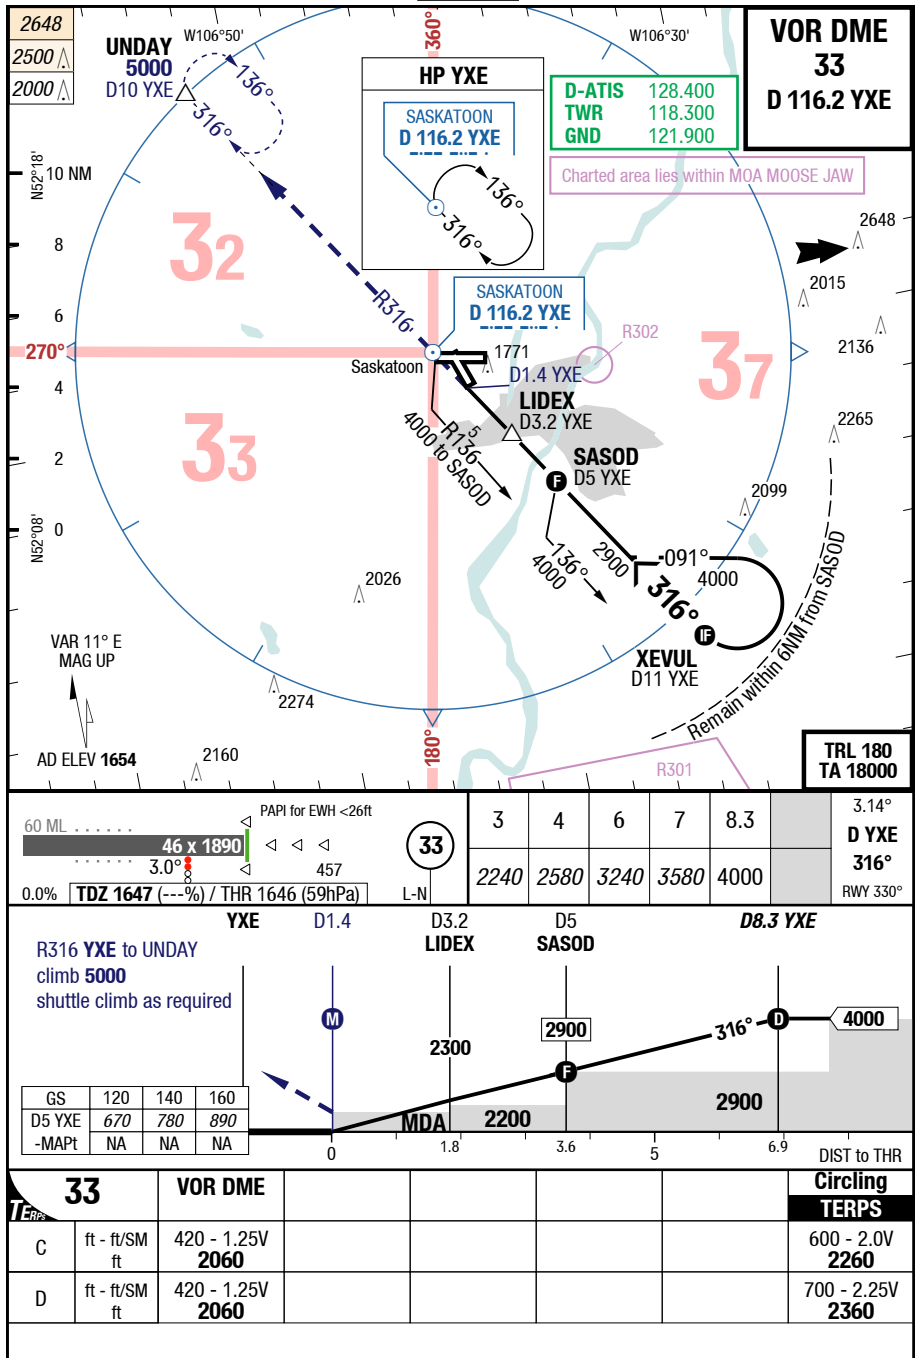 2648
2500
2000
UNDAY
5000
D10 YXE
W106°50'
360°
W106°30'
VOR DME
33
D 116.2 YXE
HP YXE
SASKATOON
D 116.2 YXE
136°
316°
D-ATIS 128.400
TWR 118.300
GND 121.900
Charted area lies within MOA MOOSE JAW
136°
316°
N52°18'
10 NM
8
6
4
2
0
N52°08'
32
33
37
2648
2015
2136
2265
2099
R316°
SASKATOON
D 116.2 YXE
R302
270°
Saskatoon
1771
D1.4 YXE
LIDEX
D3.2 YXE
R136
5
4000 to SASOD
SASOD
D5 YXE
F
136°
4000
2900
091°
4000
316°
IF
XEVUL
D11 YXE
Remain within 6NM from SASOD
2026
2274
2160
VAR 11° E
MAG UP
AD ELEV 1654
180°
R301
TRL 180
TA 18000
60 ML
PAPI for EWH <26ft
46 x 1890
3.0°
457
0.0% TDZ 1647 (---%) / THR 1646 (59hPa)
33
L-N
3 4 6 7 8.3
2240 2580 3240 3580 4000
3.14°
D YXE
316°
RWY 330°
YXE D1.4 D3.2 D5 D8.3 YXE
LIDEX SASOD
R316 YXE to UNDAY
climb 5000
shuttle climb as required
M
2300
2900
F
316°
D
4000
MDA
2200
2900
GS 120 140 160
D5 YXE 670 780 890
-MAPt NA NA NA
0 1.8 3.6 5 6.9 DIST to THR
TERPS
33 VOR DME Circling
TERPS
C ft - ft/SM 420 - 1.25V 600 - 2.0V
ft 2060 2260
D ft - ft/SM 420 - 1.25V 700 - 2.25V
ft 2060 2360